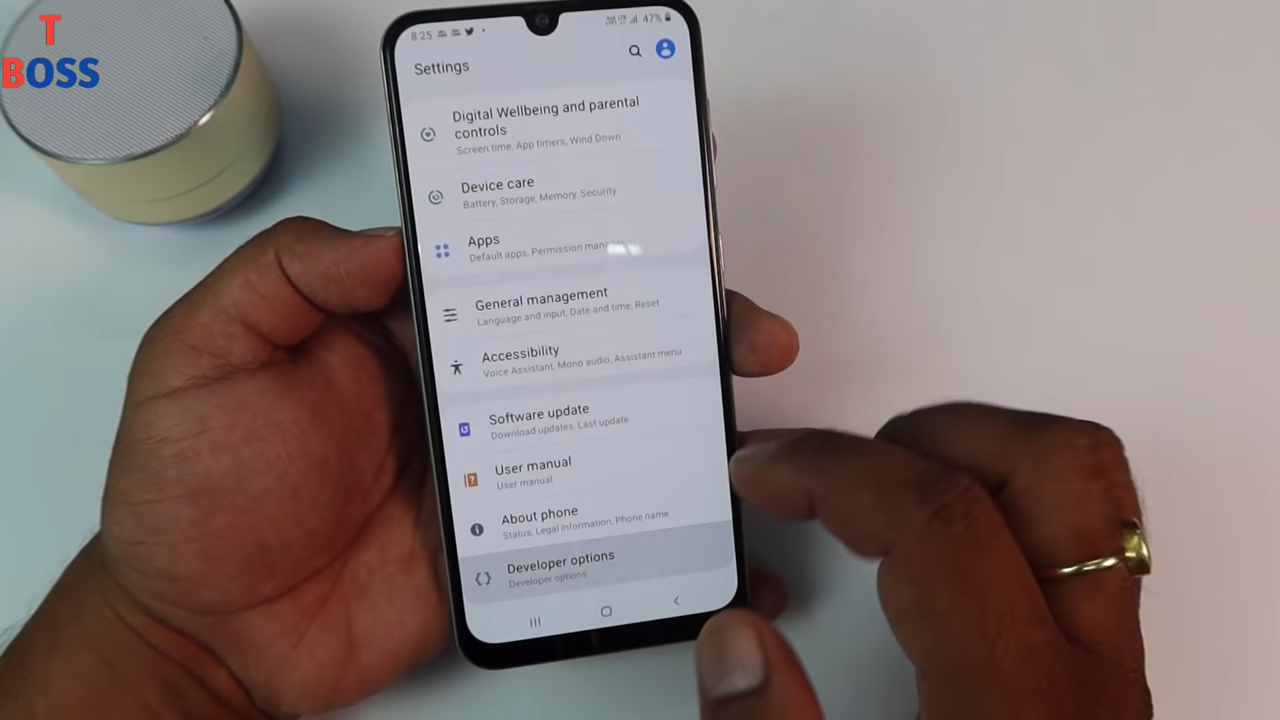 T
BOSS
8:25
47%
Settings
Digital Wellbeing and parental
controls
Screen time, App timers, Wind Down
Device care
Battery, Storage, Memory, Security
Apps
Default apps, Permission
General management
Language and input, Date and time, Reset
Accessibility
Voice Assistant, Mono audio, Assistant menu
Software update
Download updates, Last update
User manual
User manual
About phone
Status, Legal information, Phone name
Developer options
Developer options